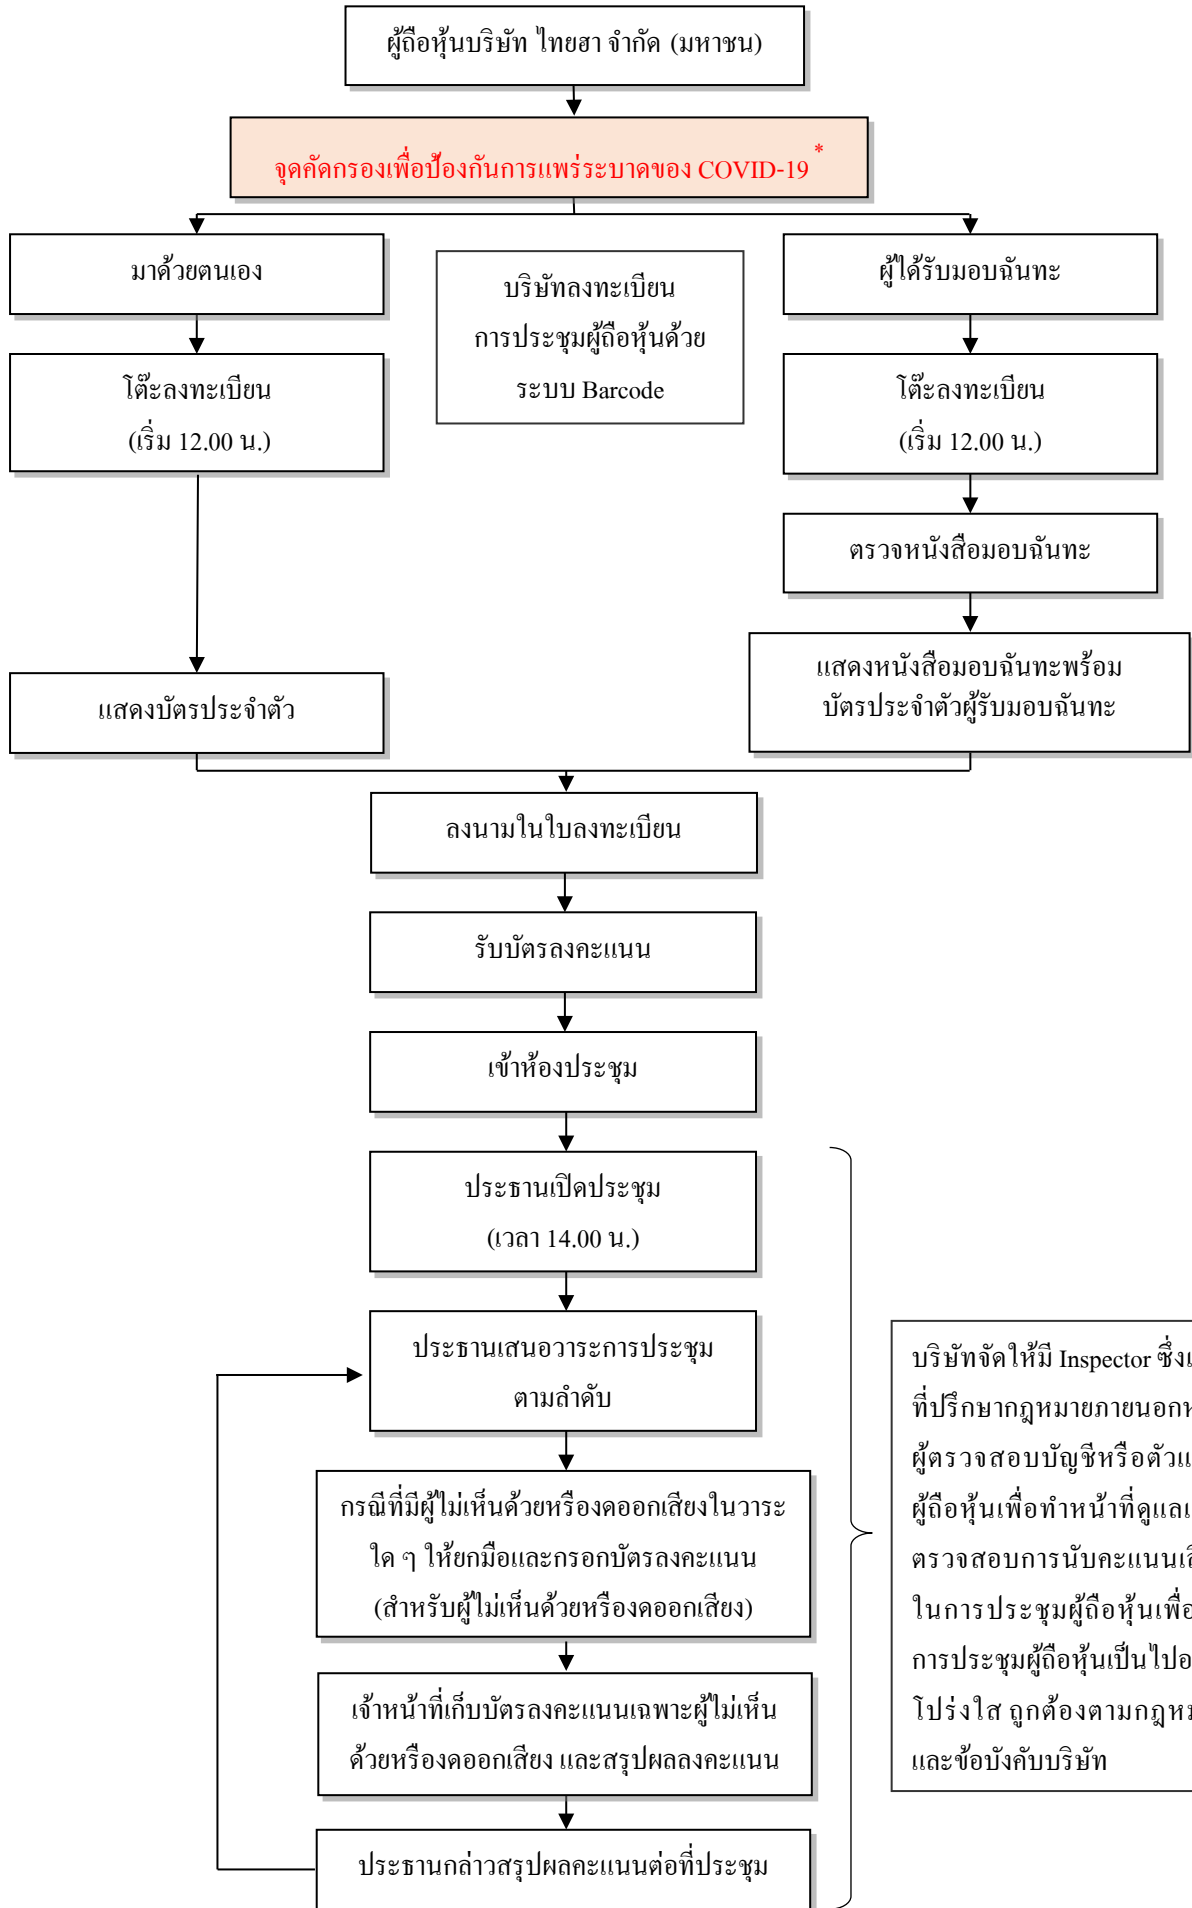 ผู้ถือหุ้นบริษัท ไทยฮา จำกัด (มหาชน)
จุดคัดกรองเพื่อป้องกันการแพร่ระบาดของ COVID-19 *
มาด้วยตนเอง
โต๊ะลงทะเบียน
(เริ่ม 12.00 น.)
แสดงบัตรประจำตัว
บริษัทลงทะเบียน
การประชุมผู้ถือหุ้นด้วย
ระบบ Barcode
ผู้ได้รับมอบฉันทะ
โต๊ะลงทะเบียน
(เริ่ม 12.00 น.)
ตรวจหนังสือมอบฉันทะ
แสดงหนังสือมอบฉันทะพร้อม
บัตรประจำตัวผู้รับมอบฉันทะ
ลงนามในใบลงทะเบียน
รับบัตรลงคะแนน
เข้าห้องประชุม
ประธานเปิดประชุม
(เวลา 14.00 น.)
ประธานเสนอวาระการประชุม
ตามลำดับ
กรณีที่มีผู้ไม่เห็นด้วยหรืองดออกเสียงในวาระ
ใด ๆ ให้ยกมือและกรอกบัตรลงคะแนน
(สำหรับผู้ไม่เห็นด้วยหรืองดออกเสียง)
เจ้าหน้าที่เก็บบัตรลงคะแนนเฉพาะผู้ไม่เห็น
ด้วยหรืองดออกเสียง และสรุปผลลงคะแนน
ประธานกล่าวสรุปผลคะแนนต่อที่ประชุม
บริษัทจัดให้มี Inspector ซึ่ง
ที่ปรึกษากฎหมายภายนอก
ผู้ตรวจสอบบัญชีหรือ
ผู้ถือหุ้นเพื่อทำหน้าที่ดูแล
ตรวจสอบการนับคะแนน
ในการประชุมผู้ถือหุ้น
การประชุมผู้ถือหุ้นเป็นไป
โปร่งใส ถูกต้องตาม
และข้อบังคับบริษัท